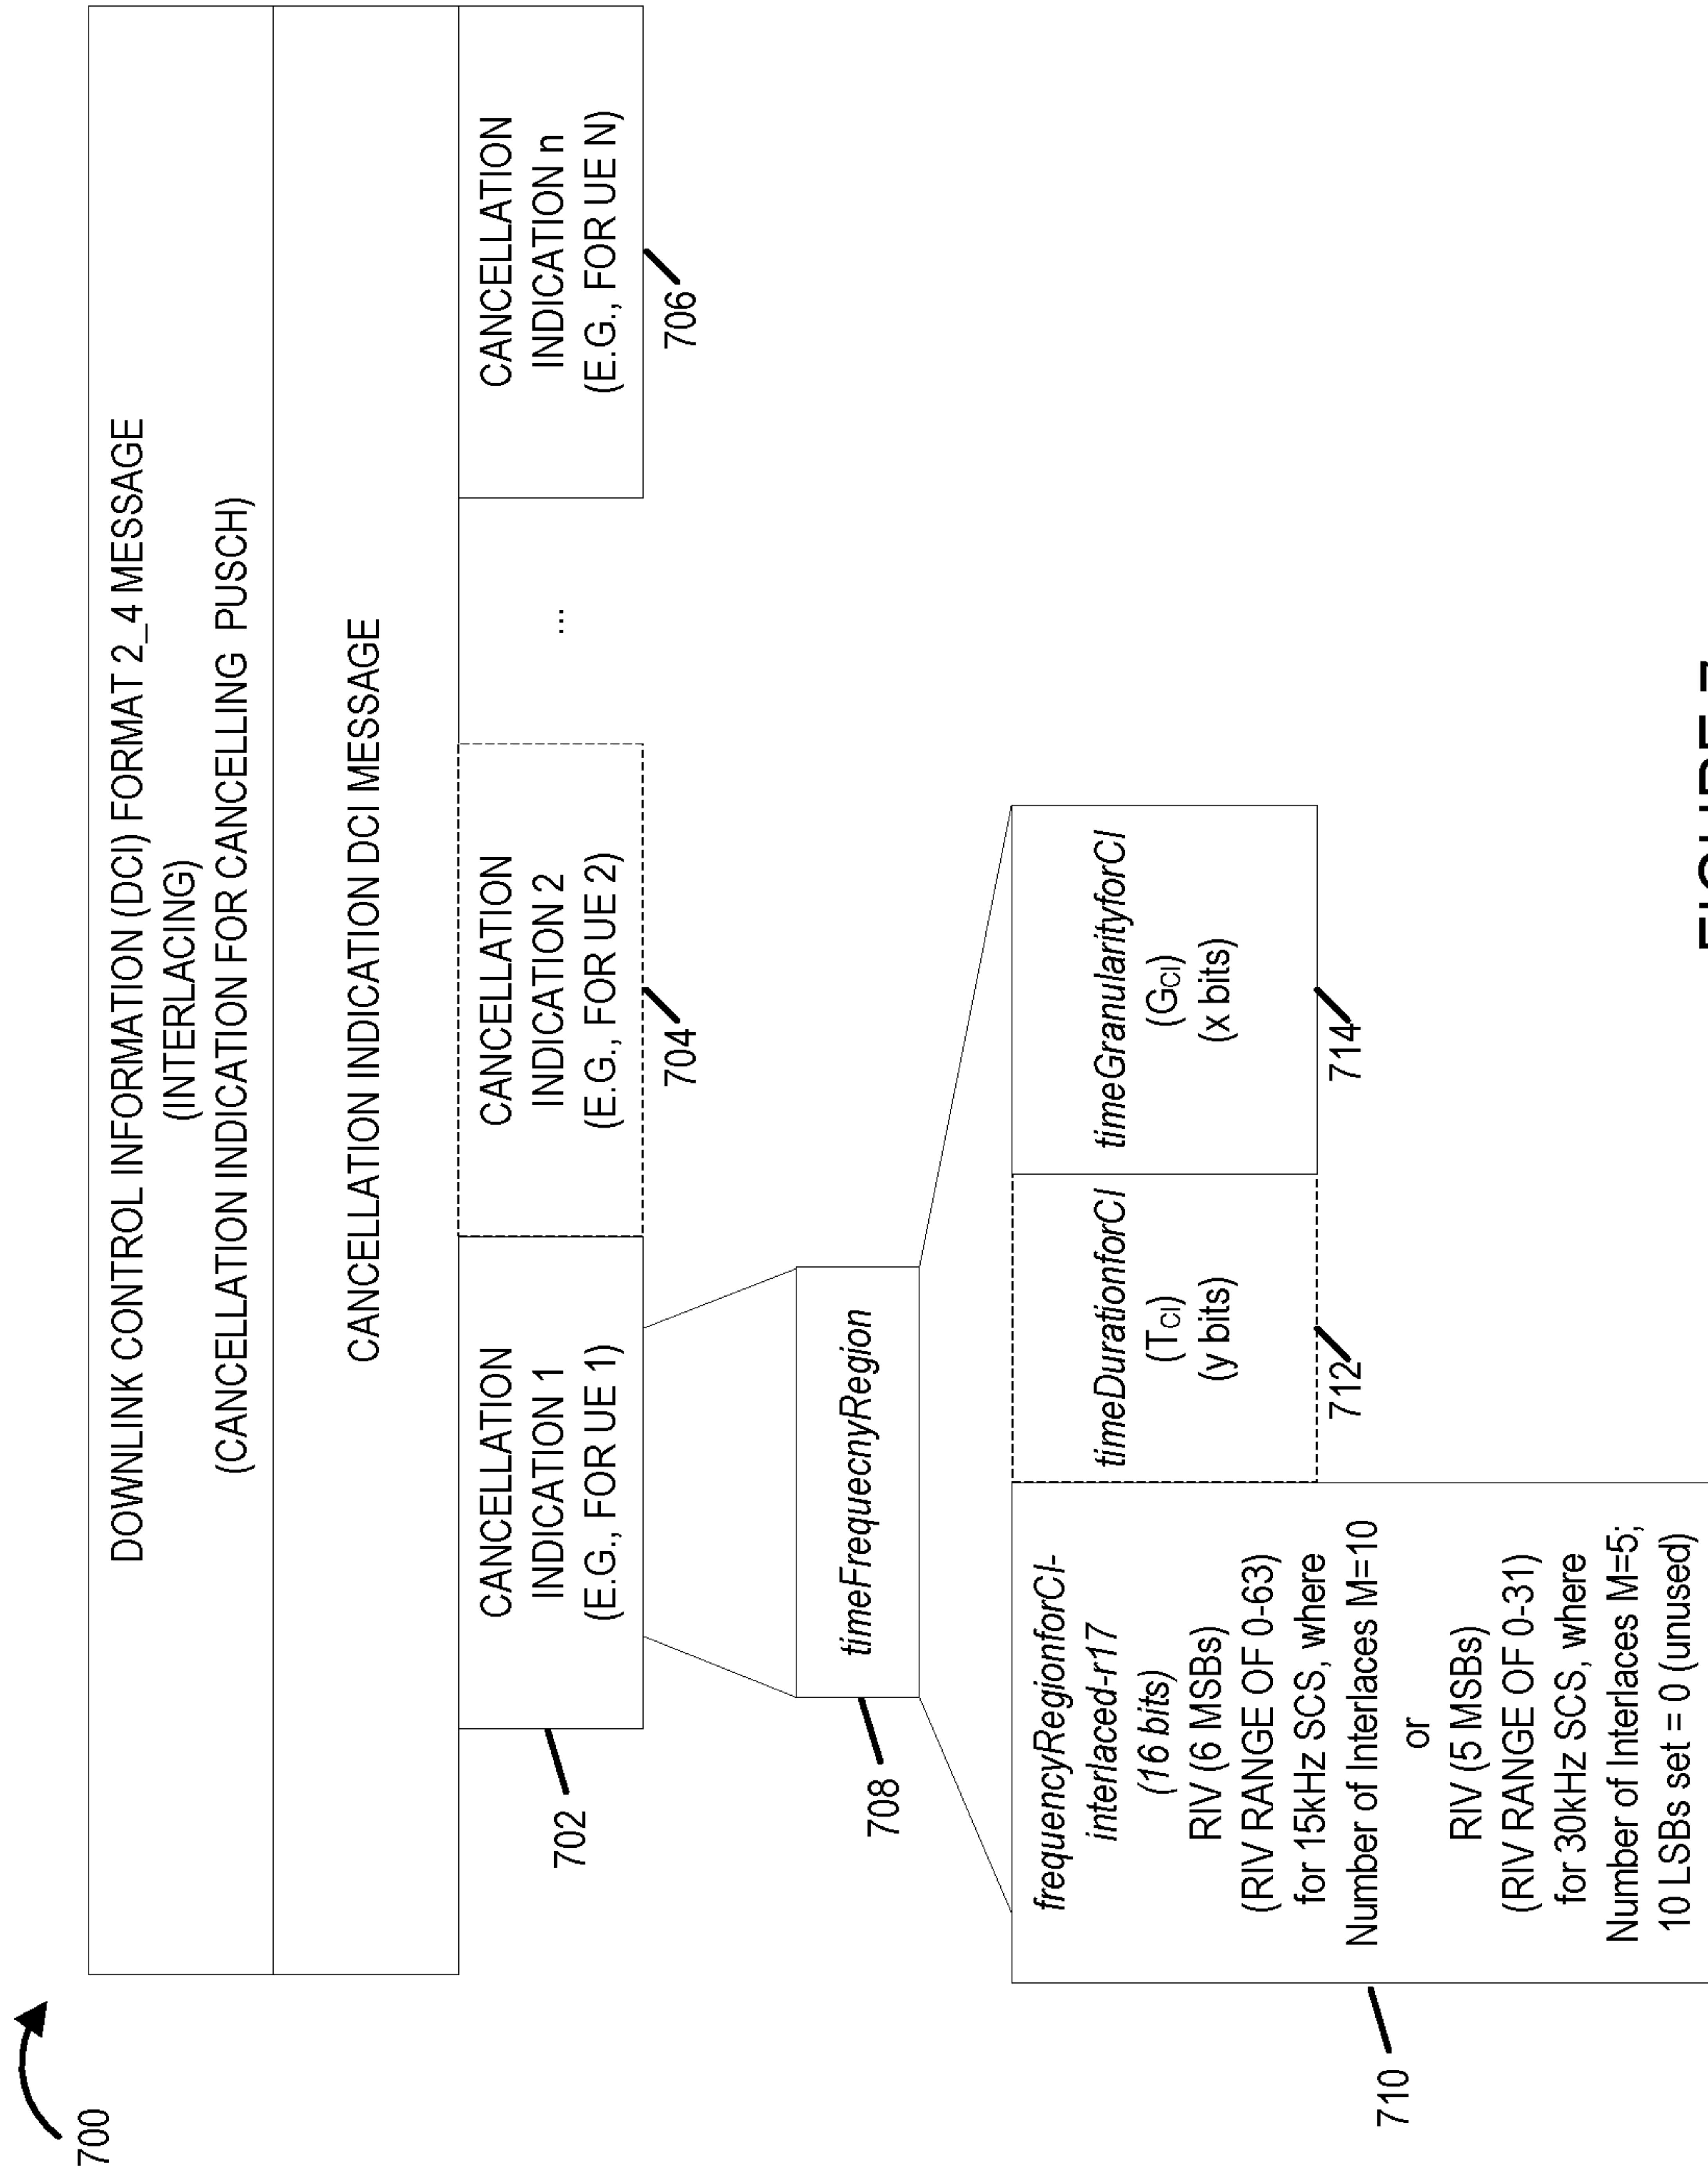 700
DOWNLINK CONTROL INFORMATION (DCI) FORMAT 2_4 MESSAGE
(INTERLACING)
(CANCELLATION INDICATION FOR CANCELLING PUSCH)
CANCELLATION INDICATION DCI MESSAGE
CANCELLATION
INDICATION 1
(E.G., FOR UE 1)
702
CANCELLATION
INDICATION 2
(E.G., FOR UE 2)
704
...
CANCELLATION
INDICATION n
(E.G., FOR UE N)
706
timeFrequecnyRegion
708
frequencyRegionforCI-
interlaced-r17
(16 bits)
RIV (6 MSBs)
(RIV RANGE OF 0-63)
for 15kHz SCS, where
Number of Interlaces M=10
or
RIV (5 MSBs)
(RIV RANGE OF 0-31)
for 30kHz SCS, where
Number of Interlaces M=5;
10 LSBs set = 0 (unused)
710
timeDurationforCI
(TCI)
(y bits)
712
timeGranularityforCI
(GCI)
(x bits)
714
FIGURE 7